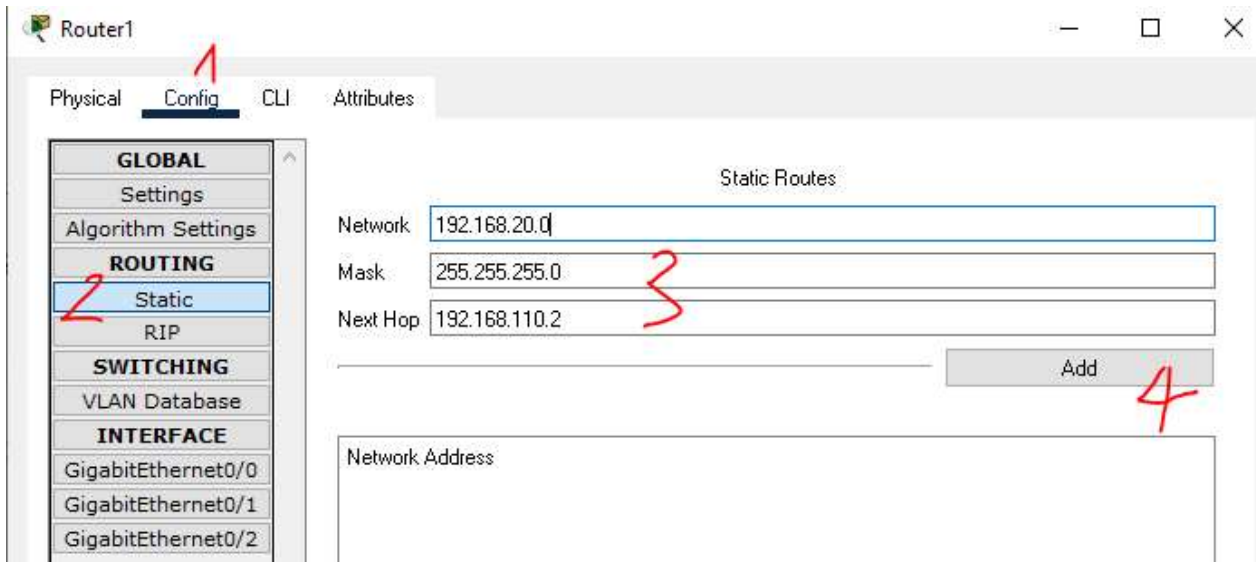 Router1
1
Physical Config CLI Attributes
GLOBAL
Settings
Algorithm Settings
ROUTING
2
Static
RIP
SWITCHING
VLAN Database
INTERFACE
GigabitEthernet0/0
GigabitEthernet0/1
GigabitEthernet0/2
Static Routes
Network 192.168.20.0
Mask 255.255.255.0
3
Next Hop 192.168.110.2
Add
4
Network Address